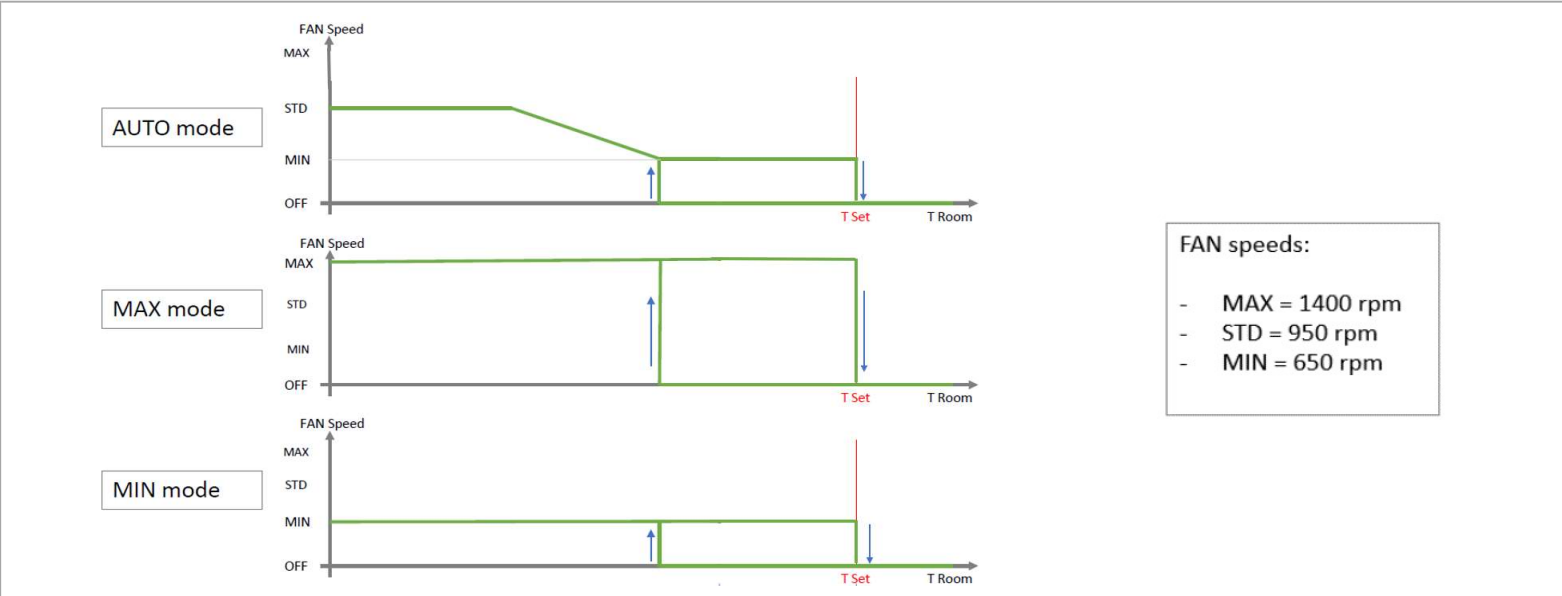 FAN Speed
MAX
STD
AUTO mode
MIN
OFF
T Set
T Room
FAN Speed
MAX
STD
MAX mode
MIN
OFF
T Set
T Room
FAN Speed
MAX
STD
MIN mode
MIN
OFF
T Set
T Room
FAN speeds:
- MAX = 1400 rpm
- STD = 950 rpm
- MIN = 650 rpm